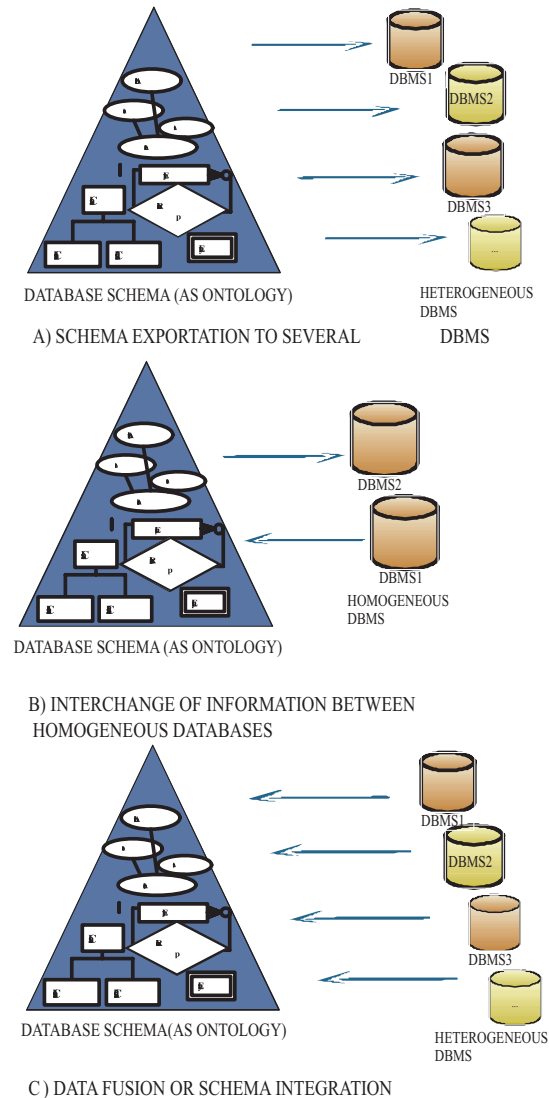 DBMS1
DBMS2
DBMS3
...
DATABASE SCHEMA (AS ONTOLOGY)
HETEROGENEOUS
DBMS
A) SCHEMA EXPORTATION TO SEVERAL DBMS
DBMS2
DBMS1
HOMOGENEOUS
DBMS
DATABASE SCHEMA (AS ONTOLOGY)
B) INTERCHANGE OF INFORMATION BETWEEN
HOMOGENEOUS DATABASES
DBMS1
DBMS2
DBMS3
...
DATABASE SCHEMA(AS ONTOLOGY)
HETEROGENEOUS
DBMS
C ) DATA FUSION OR SCHEMA INTEGRATION